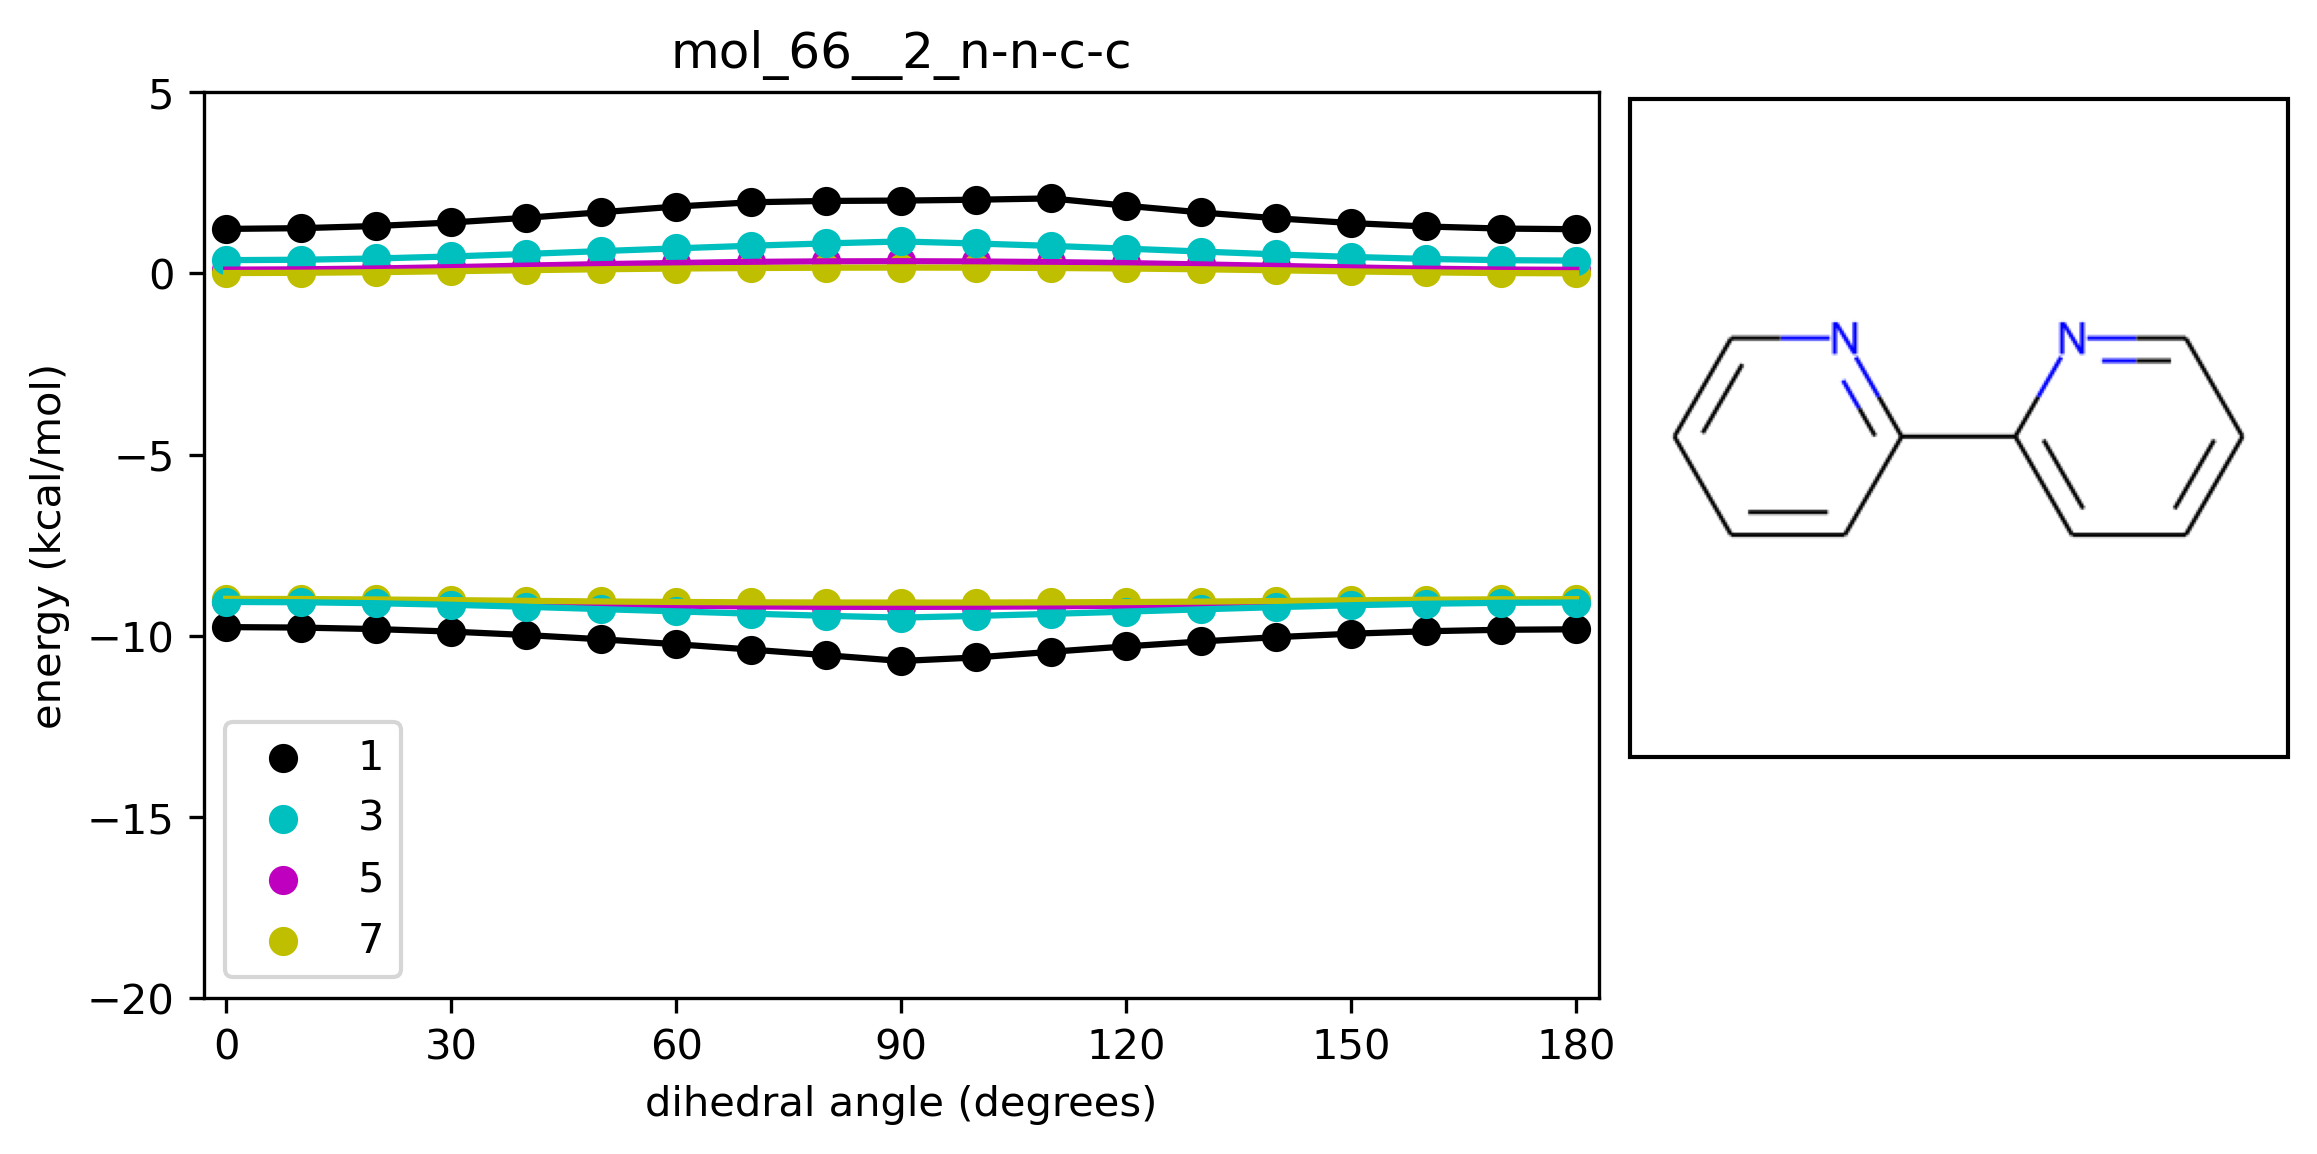 mol_66__2_n-n-c-c
energy (kcal/mol)
5
0
−5
−10
−15
−20
1
3
5
7
0 30 60 90 120 150 180
dihedral angle (degrees)
N N